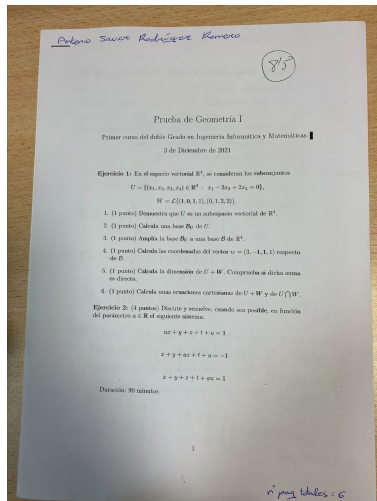 Antonio Javier Rodríguez Romero
8'5
Prueba de Geometría I
Primer curso del doble Grado en Ingeniería Informática y Matemáticas
3 de Diciembre de 2021
Ejercicio 1: En el espacio vectorial ℝ⁴, se consideran los subconjuntos
U = {(x₁, x₂, x₃, x₄) ∈ ℝ⁴ : x₁ − 2x₃ + 2x₄ = 0},
W = ℒ{(1, 0, 1, 1), (0, 1, 2, 2)}.
1. (1 punto) Demuestra que U es un subespacio vectorial de ℝ⁴.
2. (1 punto) Calcula una base ℬ_U de U.
3. (1 punto) Amplía la base ℬ_U a una base ℬ de ℝ⁴.
4. (1 punto) Calcula las coordenadas del vector = (3, −1, 1, 1) respecto
de ℬ.
5. (1 punto) Calcula la dimensión de U + W. Comprueba si dicha suma
es directa.
6. (1 punto) Calcula unas ecuaciones cartesianas de U + W y de U ⋂ W.
Ejercicio 2: (4 puntos) Discute y resuelve, cuando sea posible, en función
del parámetro a ∈ ℝ el siguiente sistema:
ax + y + z + t + u = 1
x + y + az + t + u = −1
x + y + z + t + au = 1
Duración: 90 minutos
1
nº pag totales = 6